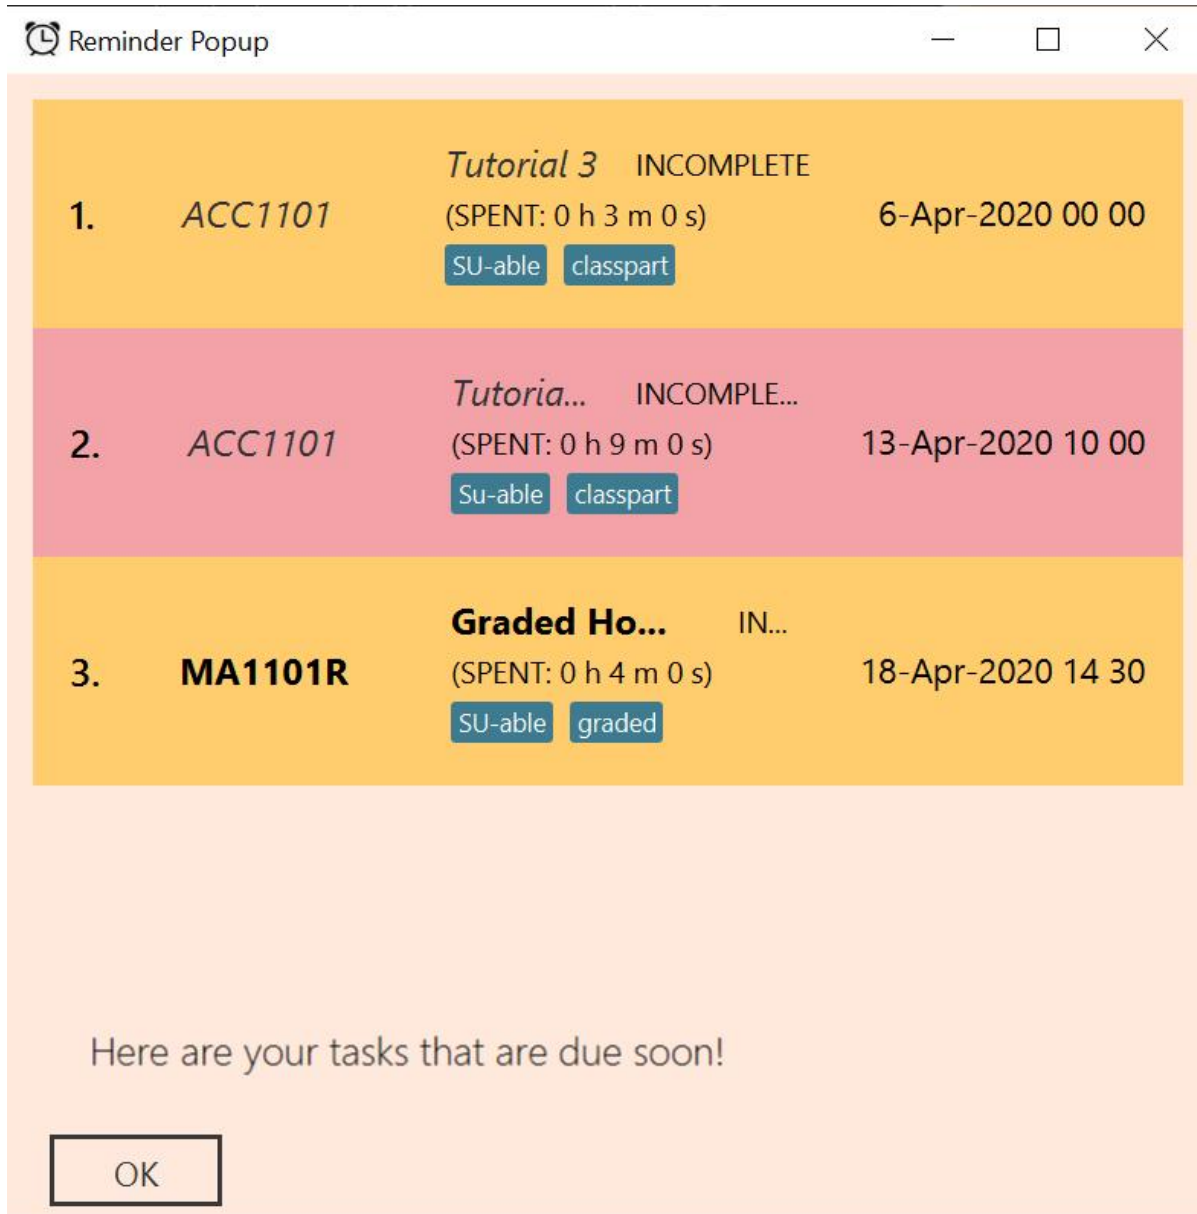 Reminder Popup
Tutorial 3 INCOMPLETE
1. ACC1101 (SPENT: 0 h 3 m 0 s) 6-Apr-2020 00 00
SU-able classpart
Tutoria... INCOMPLE...
2. ACC1101 (SPENT: 0 h 9 m 0 s) 13-Apr-2020 10 00
Su-able classpart
Graded Ho... IN...
3. MA1101R (SPENT: 0 h 4 m 0 s) 18-Apr-2020 14 30
SU-able graded
Here are your tasks that are due soon!
OK